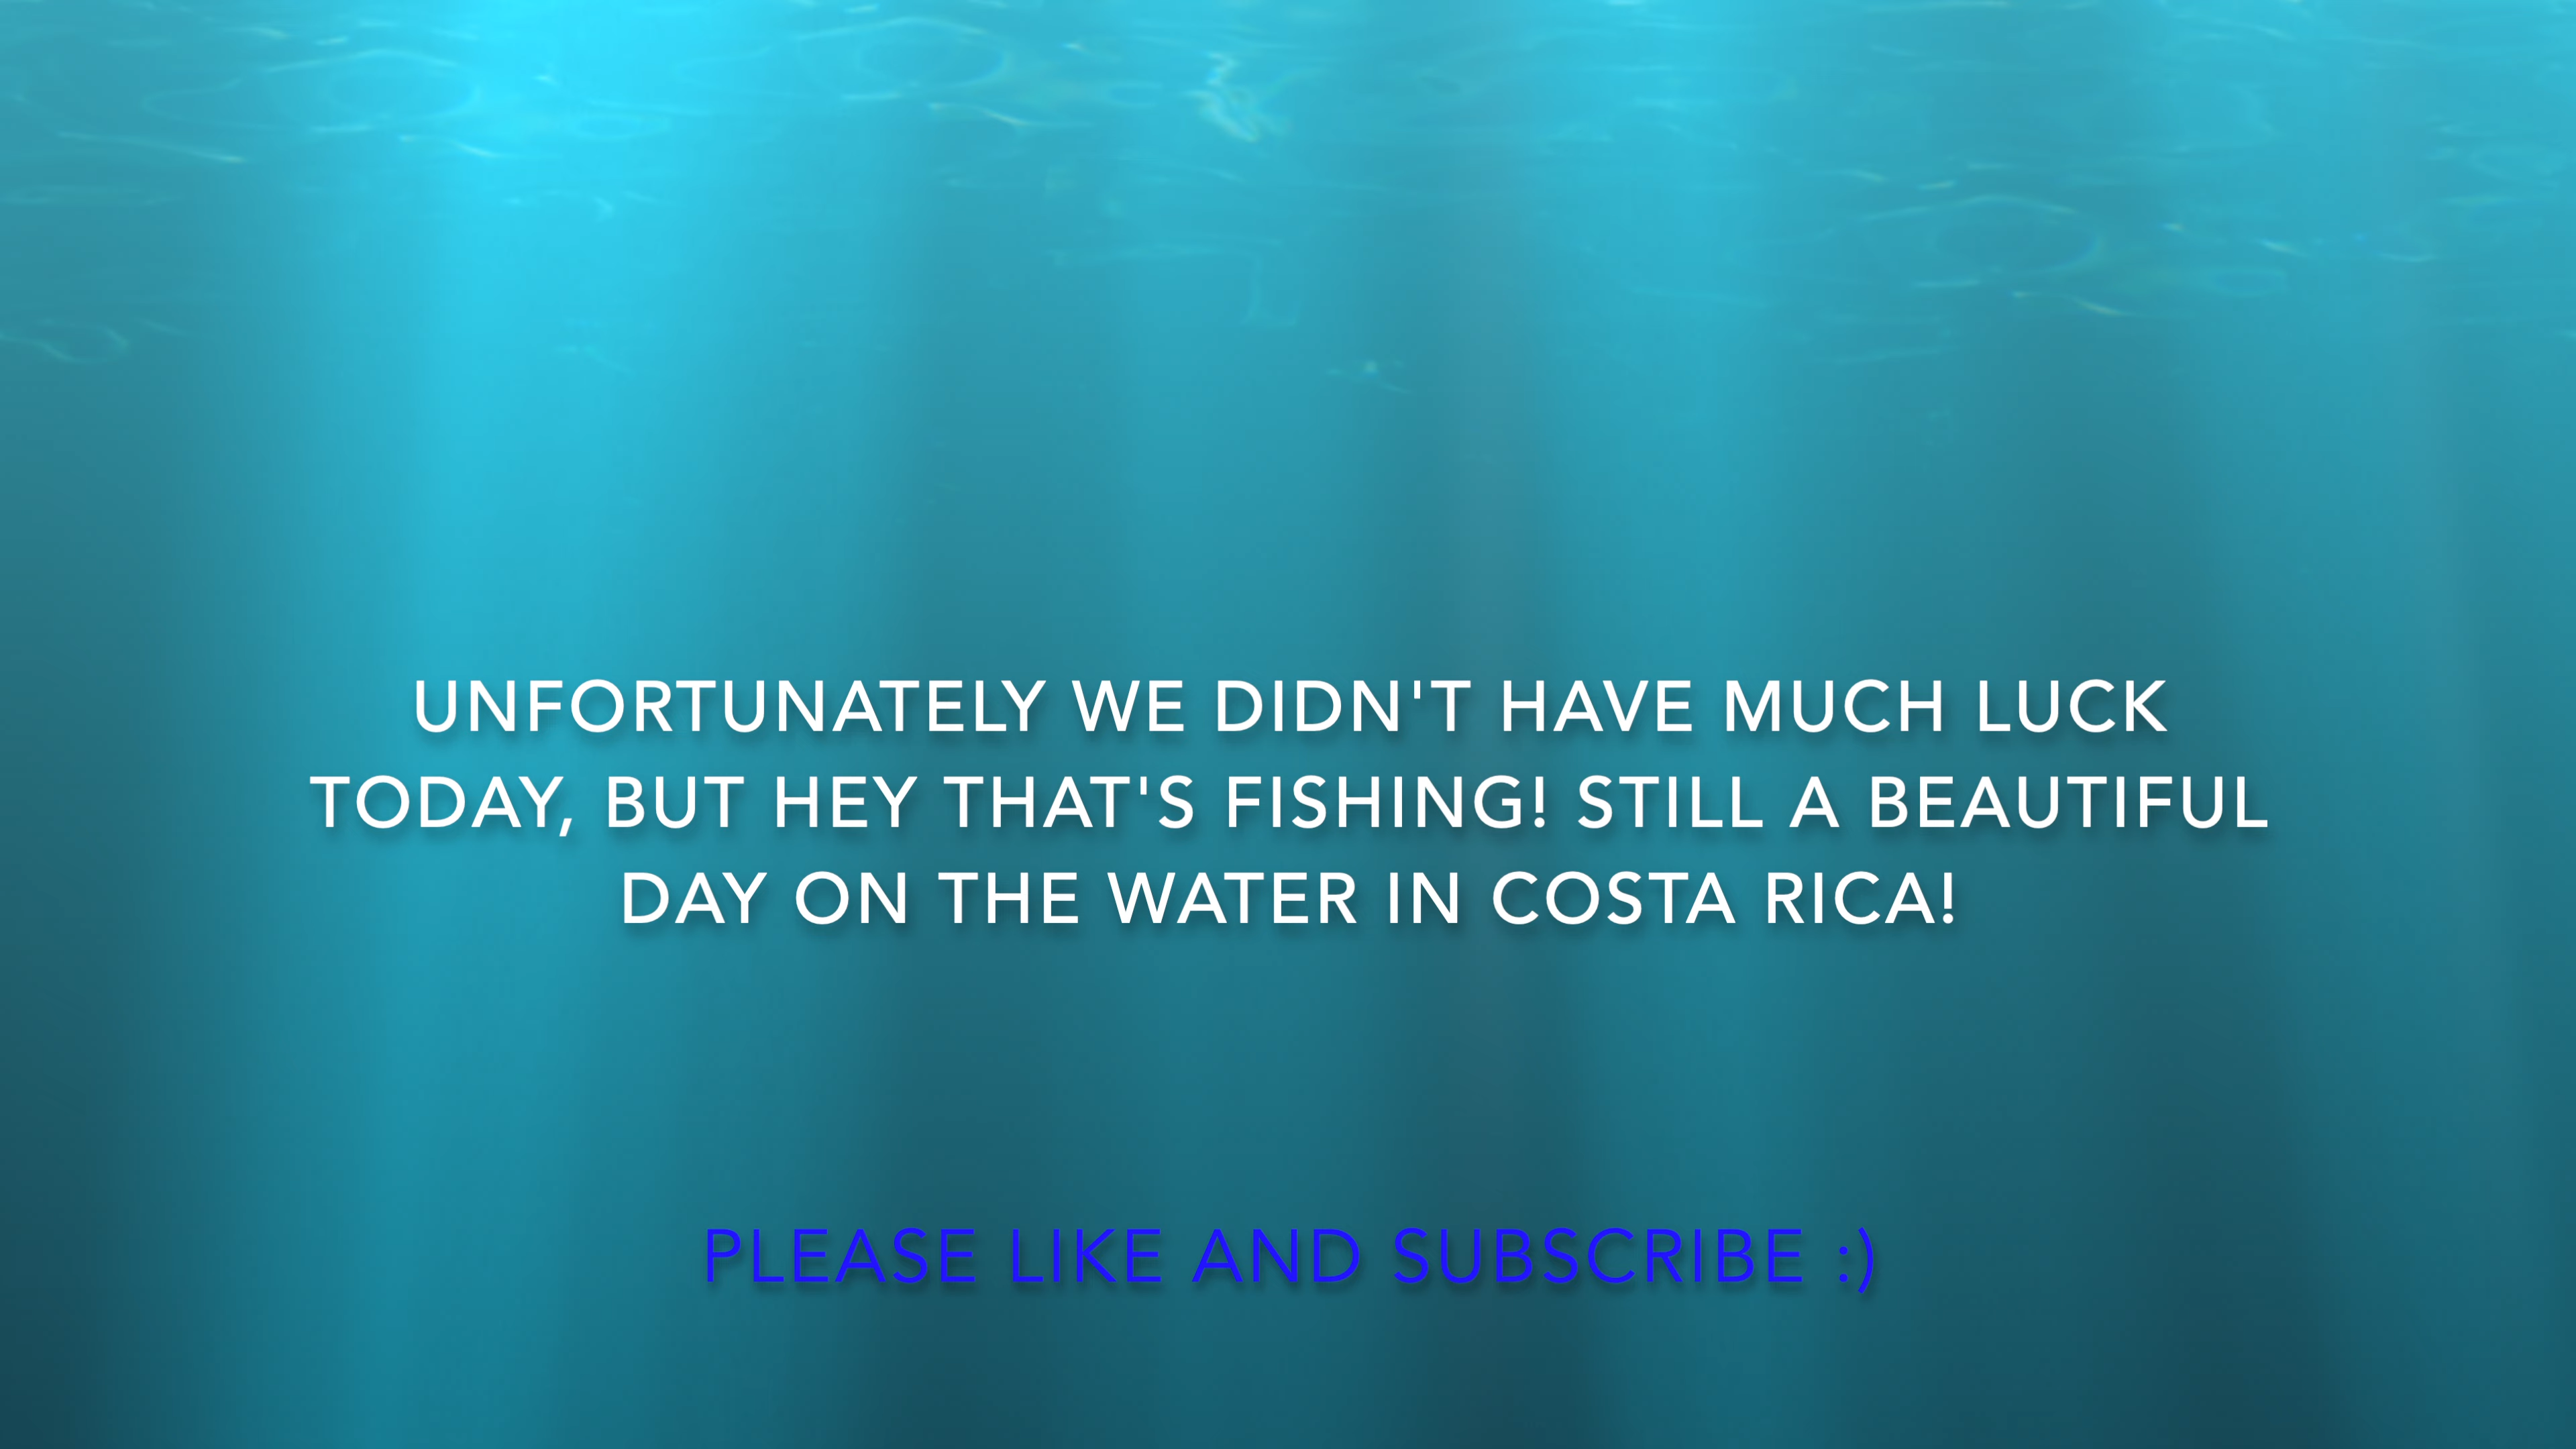 UNFORTUNATELY WE DIDN'T HAVE MUCH LUCK
TODAY, BUT HEY THAT'S FISHING! STILL A BEAUTIFUL
DAY ON THE WATER IN COSTA RICA!
PLEASE LIKE AND SUBSCRIBE :)